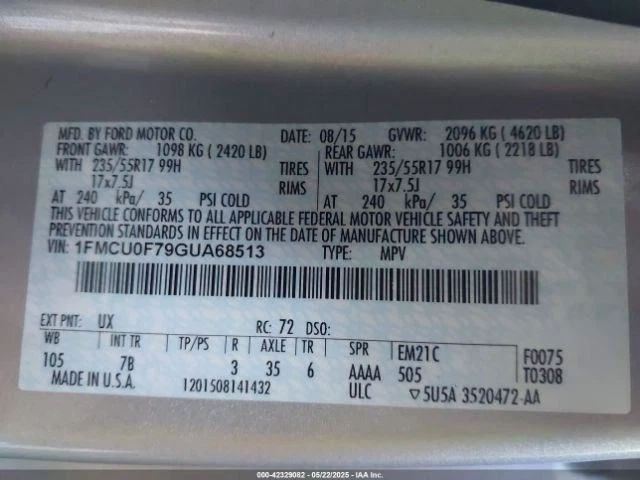 MFD. BY FORD MOTOR CO. DATE: 08/15 GVWR: 2096 KG ( 4620 LB)
FRONT GAWR: 1098 KG ( 2420 LB) REAR GAWR: 1006 KG ( 2218 LB)
WITH 235/55R17 99H TIRES WITH 235/55R17 99H TIRES
17x7.5J RIMS 17x7.5J RIMS
AT 240 kPa/ 35 PSI COLD AT 240 kPa/ 35 PSI COLD
THIS VEHICLE CONFORMS TO ALL APPLICABLE FEDERAL MOTOR VEHICLE SAFETY AND THEFT
PREVENTION STANDARDS IN EFFECT ON THE DATE OF MANUFACTURE SHOWN ABOVE.
VIN: 1FMCU0F79GUA68513 TYPE: MPV
EXT PNT: UX RC: 72 DSO:
WB INT TR TP/PS R AXLE TR SPR EM21C F0075
105 7B 3 35 6 AAAA 505 T0308
MADE IN U.S.A. 1201508141432 ULC ▽5U5A 3520472-AA
000-42329082 - 05/22/2025 - IAA Inc.